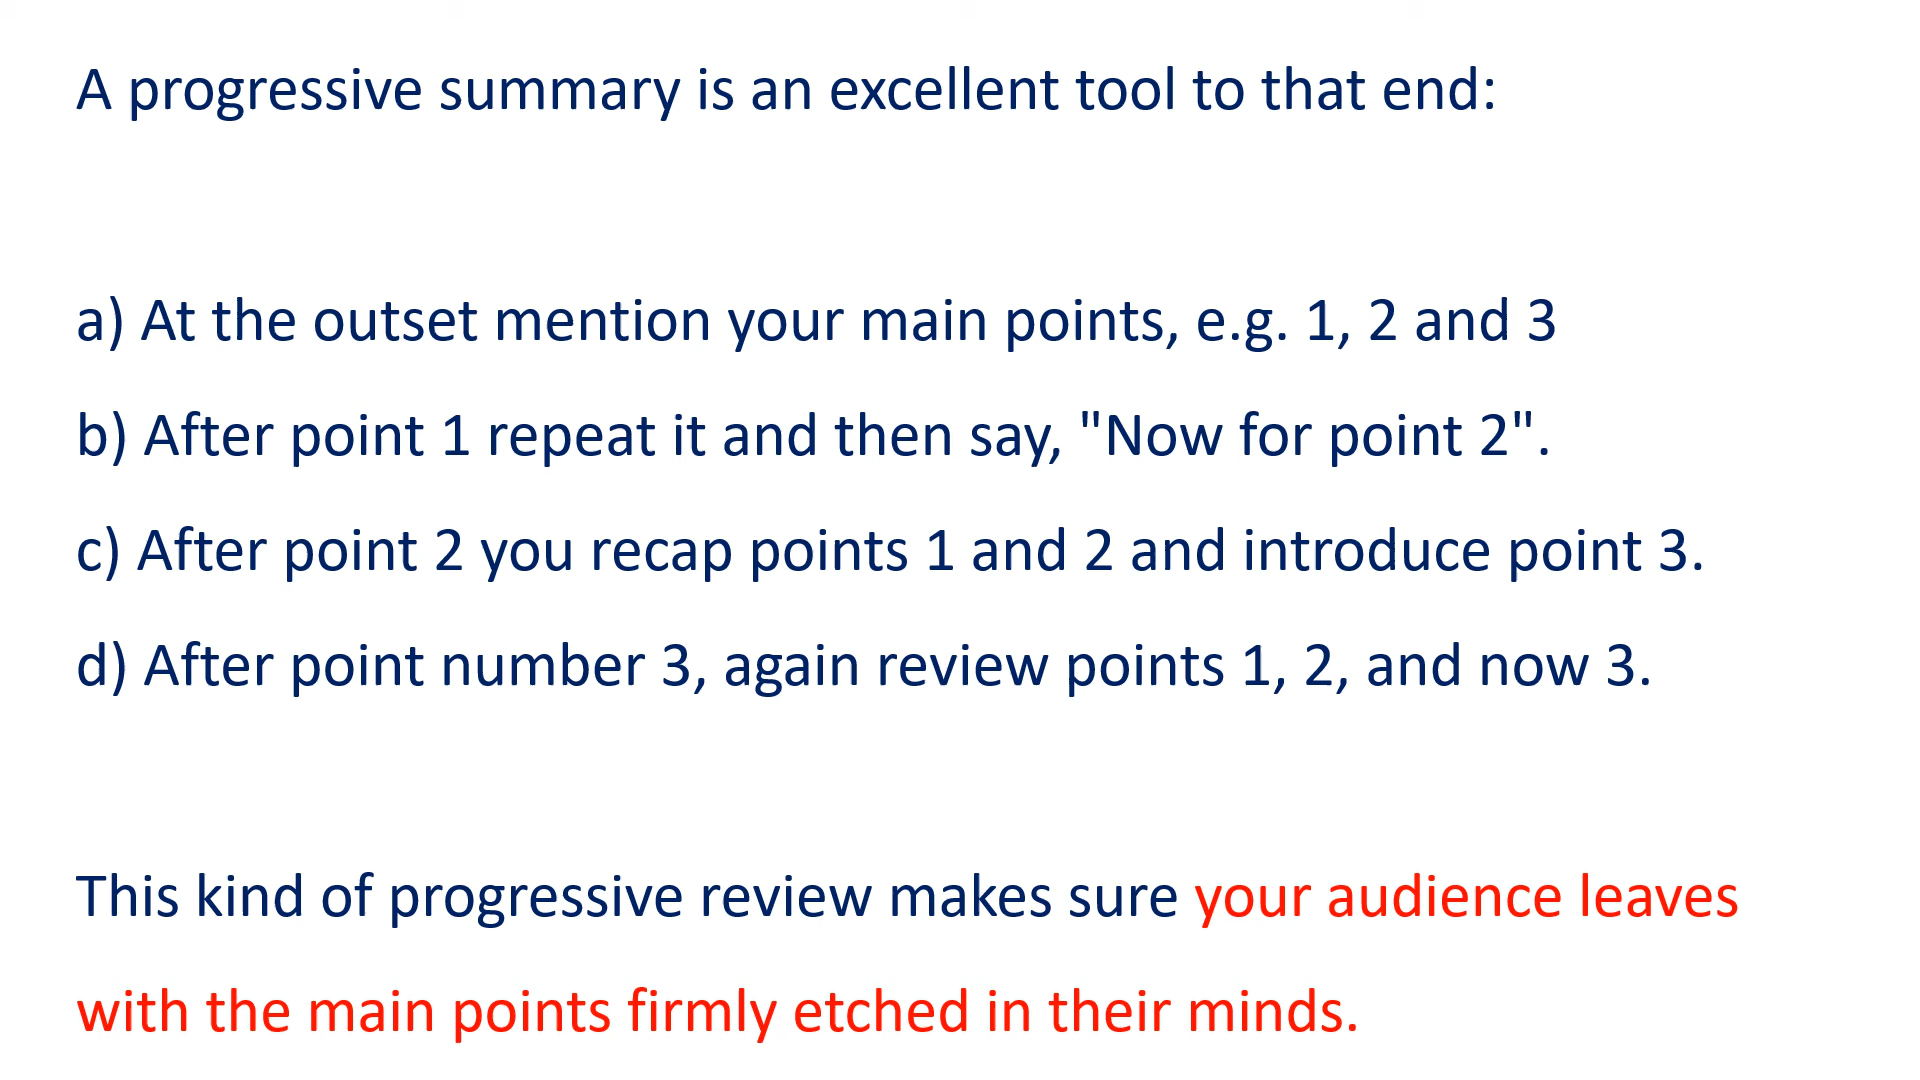 A progressive summary is an excellent tool to that end:
a) At the outset mention your main points, e.g. 1, 2 and 3
b) After point 1 repeat it and then say, "Now for point 2".
c) After point 2 you recap points 1 and 2 and introduce point 3.
d) After point number 3, again review points 1, 2, and now 3.
This kind of progressive review makes sure your audience leaves
with the main points firmly etched in their minds.